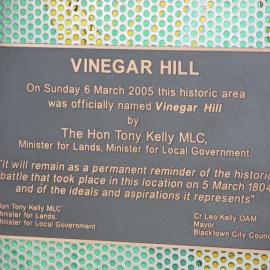 VINEGAR HILL
On Sunday 6 March 2005 this historic area
was officially named Vinegar Hill
by
The Hon Tony Kelly MLC,
Minister for Lands, Minister for Local Government.
"It will remain as a permanent reminder of the historic
battle that took place in this location on 5 March 1804
and of the ideals and aspirations it represents"
Hon Tony Kelly MLC
Minister for Lands,
Minister for Local Government
Cr Leo Kelly OAM
Mayor
Blacktown City Counc